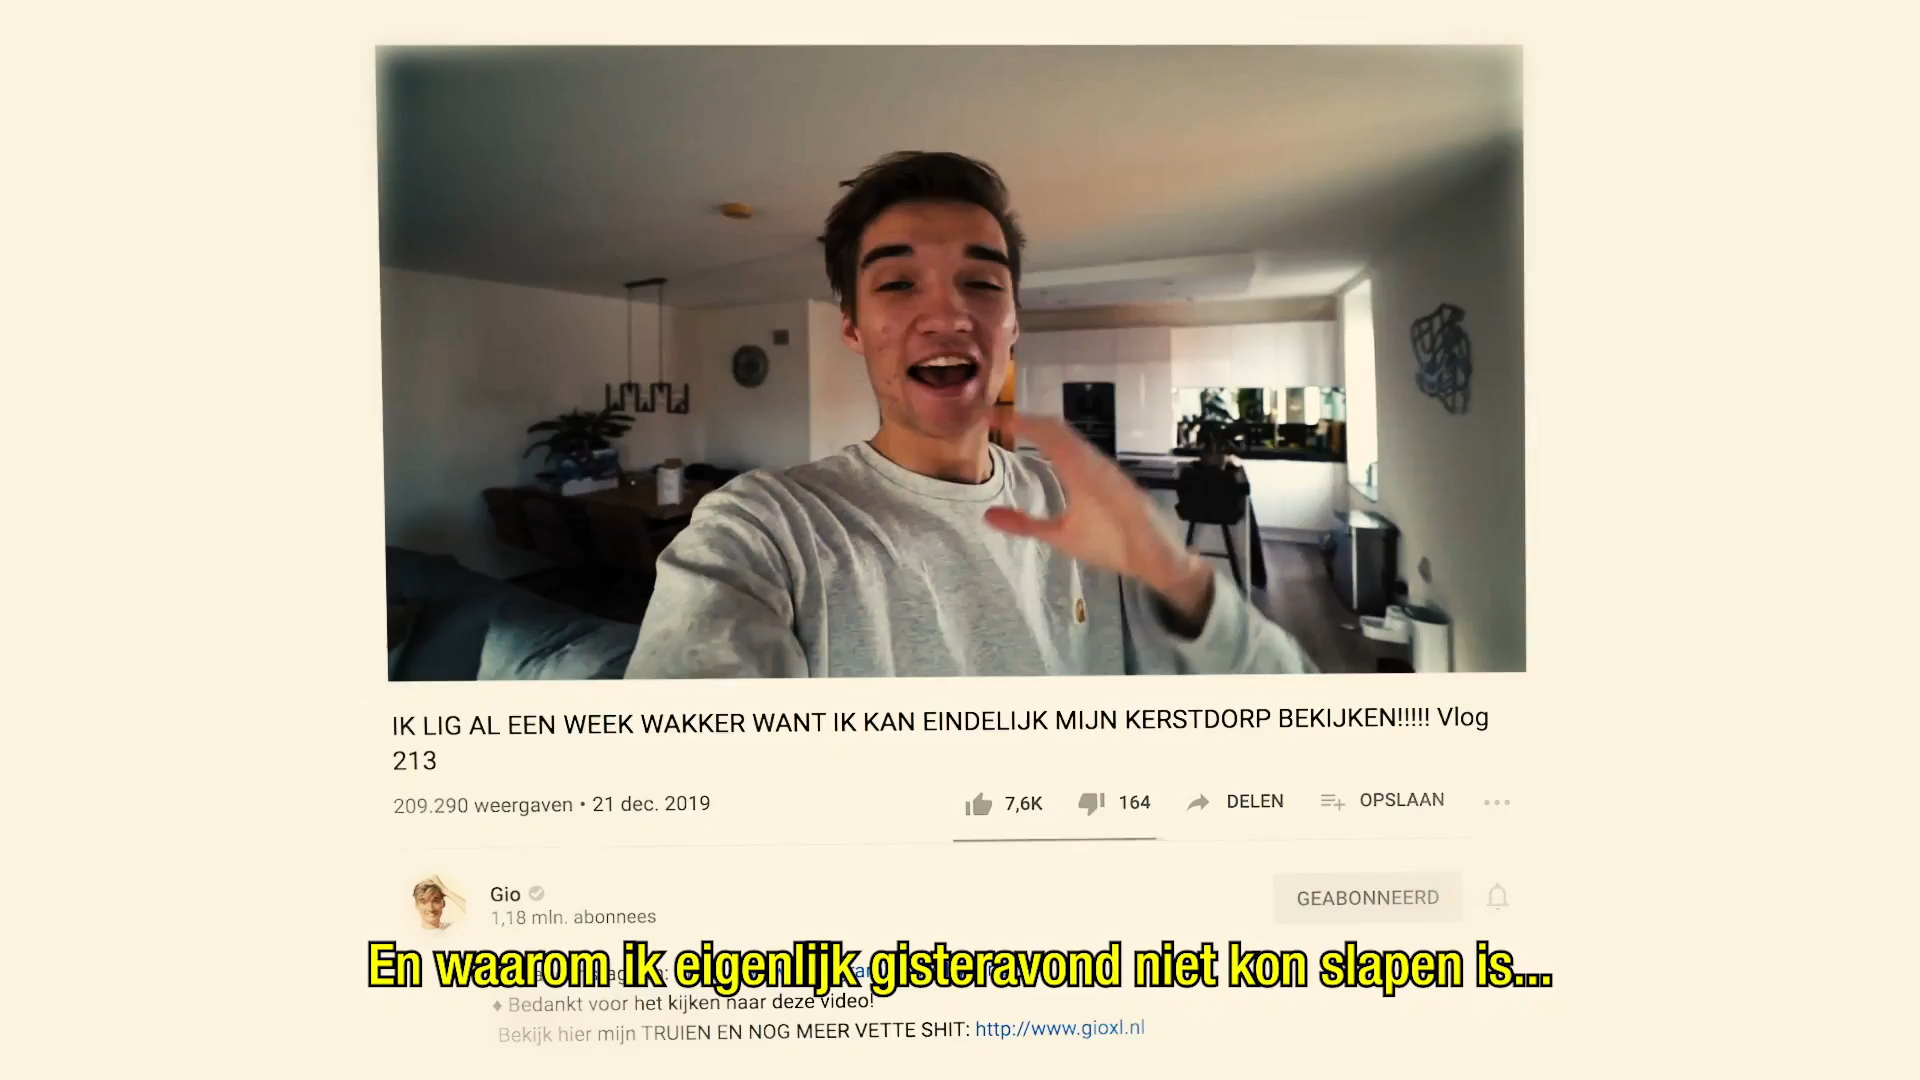 IK LIG AL EEN WEEK WAKKER WANT IK KAN EINDELIJK MIJN KERSTDORP BEKIJKEN!!!!! Vlog
213
209.290 weergaven • 21 dec. 2019
7,6K
164
DELEN
OPSLAAN
Gio
1,18 mln. abonnees
GEABONNEERD
En waarom ik eigenlijk gisteravond niet kon slapen is...
♦ Bedankt voor het kijken naar deze video!
Bekijk hier mijn TRUIEN EN NOG MEER VETTE SHIT: http://www.gioxl.nl